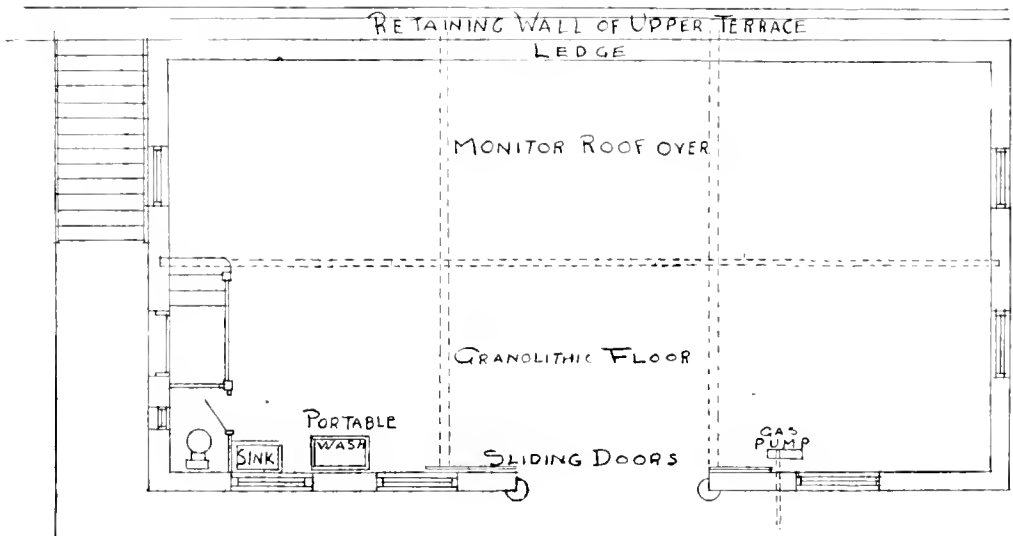 RETAINING WALL OF UPPER TERRACE
LEDGE
MONITOR ROOF OVER
GRANOLITHIC FLOOR
PORTABLE
WASH
SINK
SLIDING DOORS
GAS
PUMP